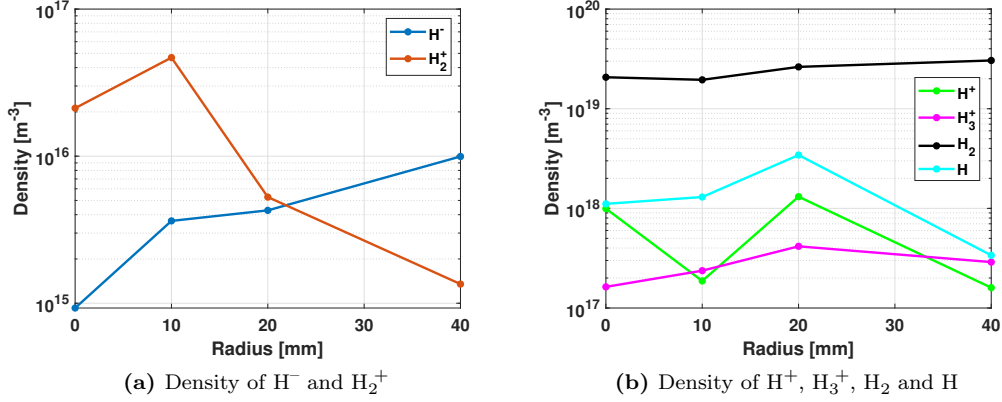 10^17
10^16
10^15
Density [m^-3]
0 10 20 30 40
Radius [mm]
H^-
H_2^+
(a) Density of H^− and H_2^+
10^20
10^19
10^18
10^17
Density [m^-3]
0 10 20 30 40
Radius [mm]
H^+
H_3^+
H_2
H
(b) Density of H^+, H_3^+, H_2 and H